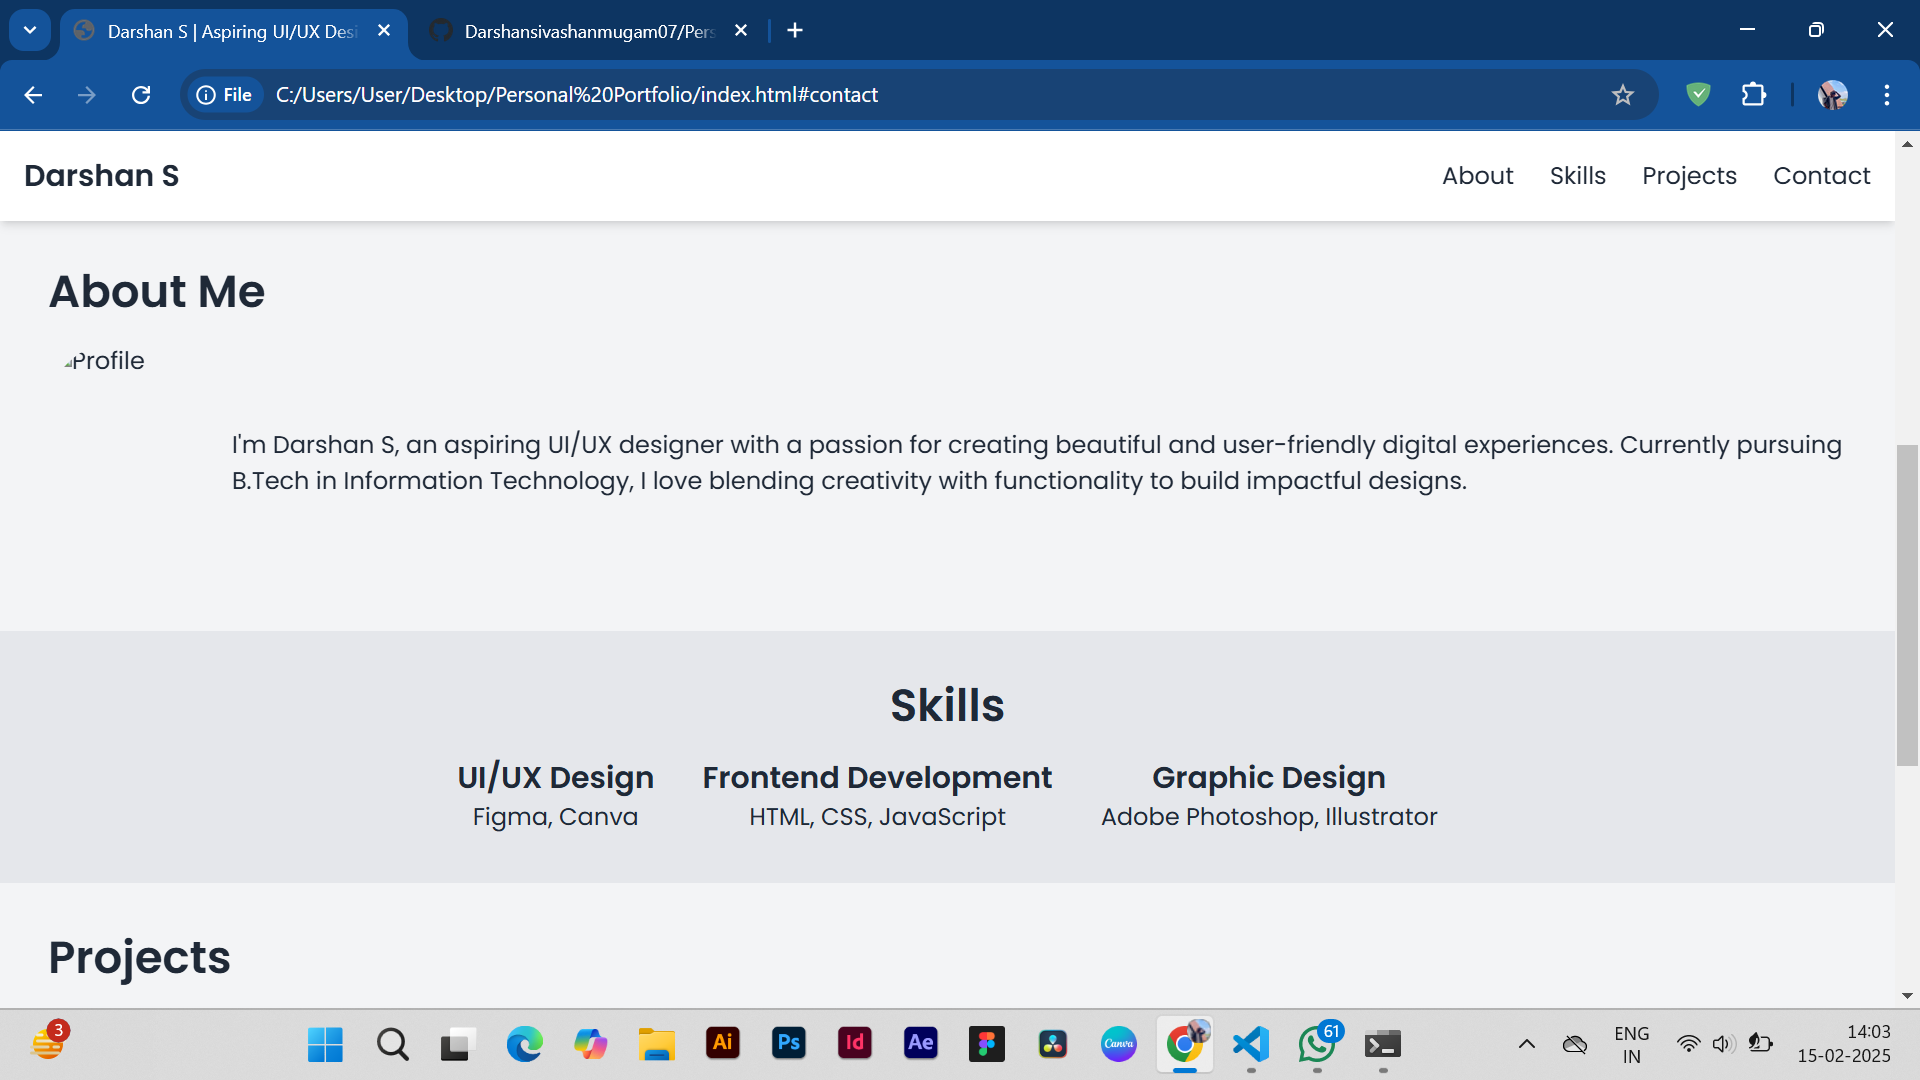 Darshan S | Aspiring UI/UX Desi
Darshansivashanmugam07/Pers
File
C:/Users/User/Desktop/Personal%20Portfolio/index.html#contact
Darshan S
About Skills Projects Contact
About Me
Profile
I'm Darshan S, an aspiring UI/UX designer with a passion for creating beautiful and user-friendly digital experiences. Currently pursuing
B.Tech in Information Technology, I love blending creativity with functionality to build impactful designs.
Skills
UI/UX Design Frontend Development Graphic Design
Figma, Canva HTML, CSS, JavaScript Adobe Photoshop, Illustrator
Projects
3
Ai Ps Id Ae Canva 61
ENG
IN
14:03
15-02-2025